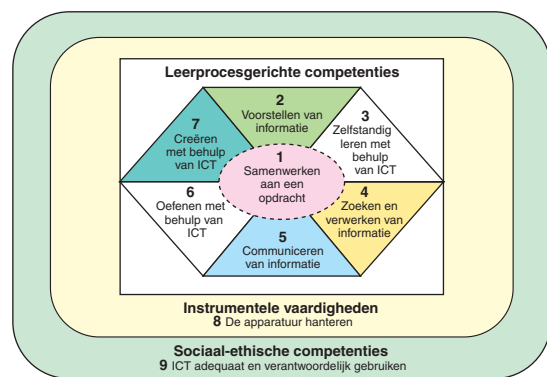 Leerprocesgerichte competenties
2
Voorstellen van
informatie
7
Creëren
met behulp
van ICT
3
Zelfstandig
leren met
behulp
van ICT
1
Samenwerken
aan een
opdracht
6
Oefenen met
behulp van
ICT
4
Zoeken en
verwerken van
informatie
5
Communiceren
van informatie
Instrumentele vaardigheden
8 De apparatuur hanteren
Sociaal-ethische competenties
9 ICT adequaat en verantwoordelijk gebruiken